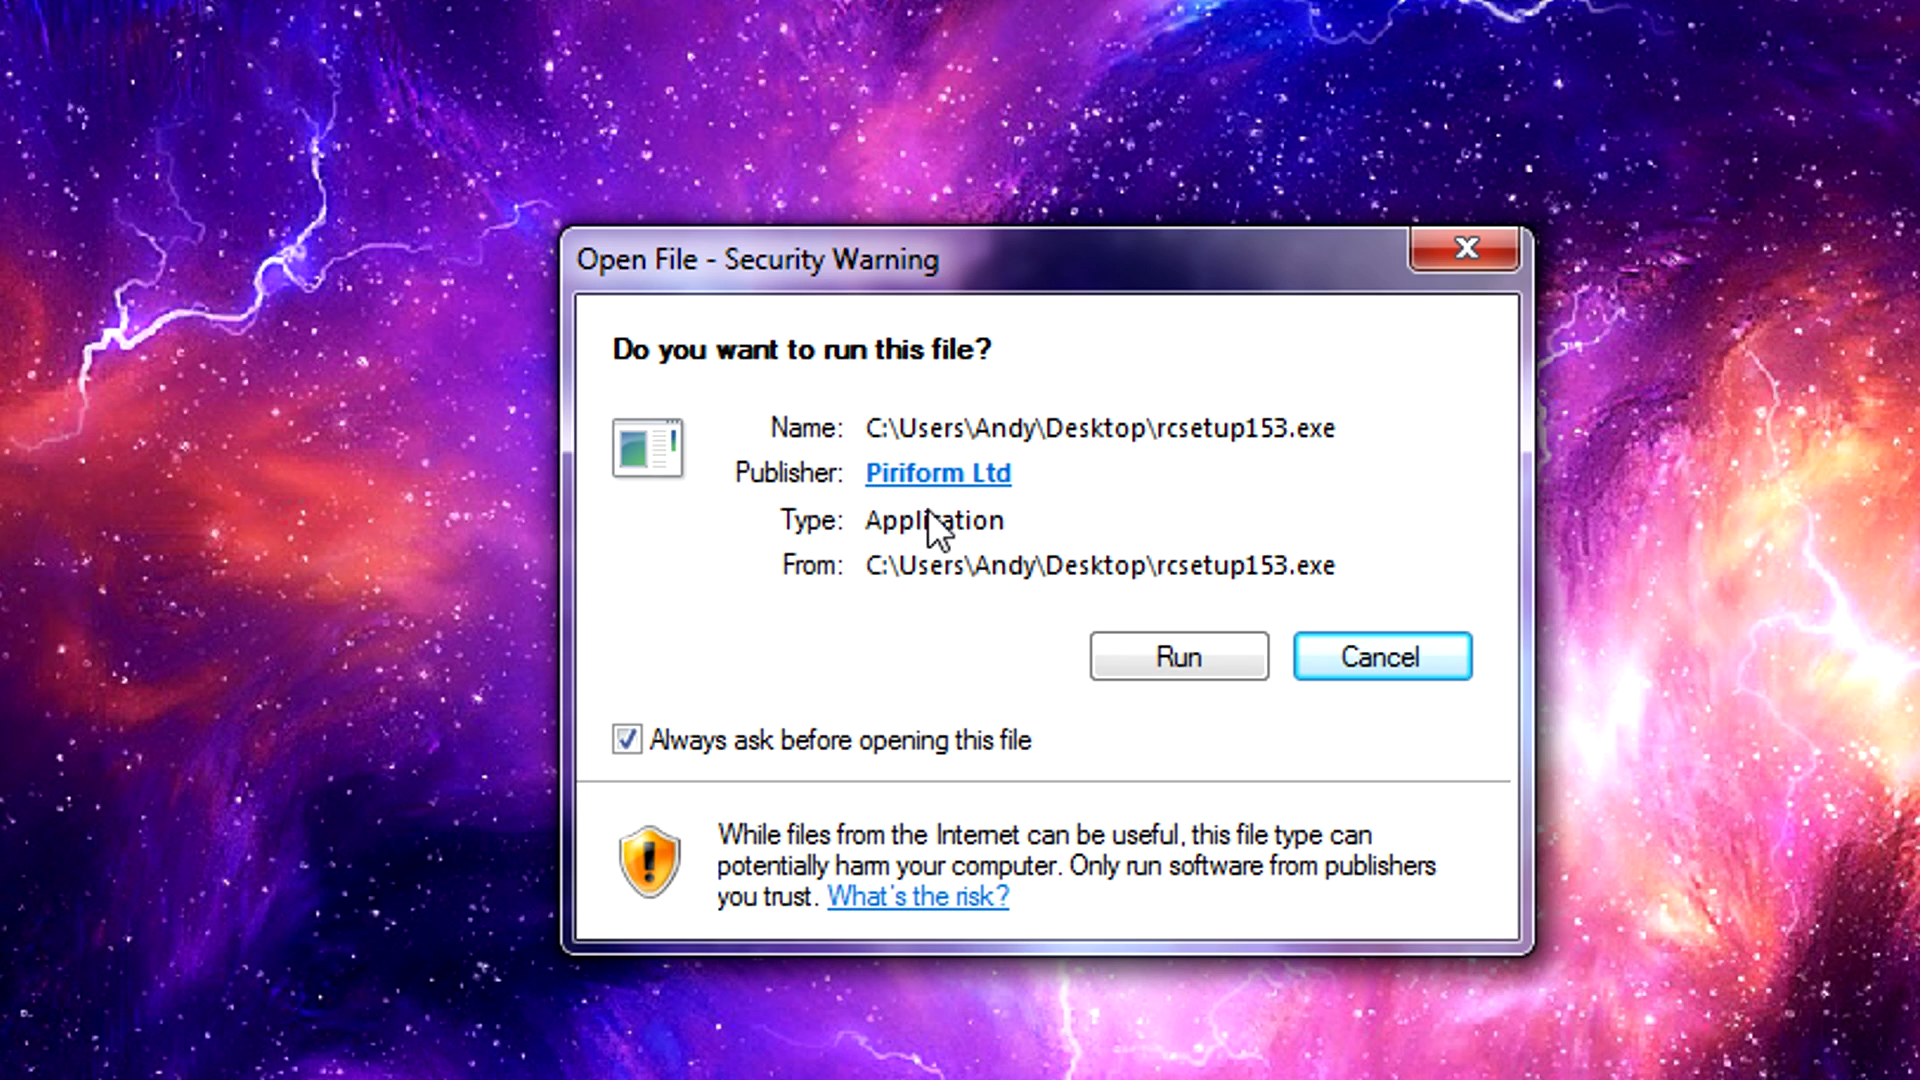 Open File - Security Warning
Do you want to run this file?
Name: C:\Users\Andy\Desktop\rcsetup153.exe
Publisher: Piriform Ltd
Type: Application
From: C:\Users\Andy\Desktop\rcsetup153.exe
Run Cancel
Always ask before opening this file
While files from the Internet can be useful, this file type can
potentially harm your computer. Only run software from publishers
you trust. What's the risk?